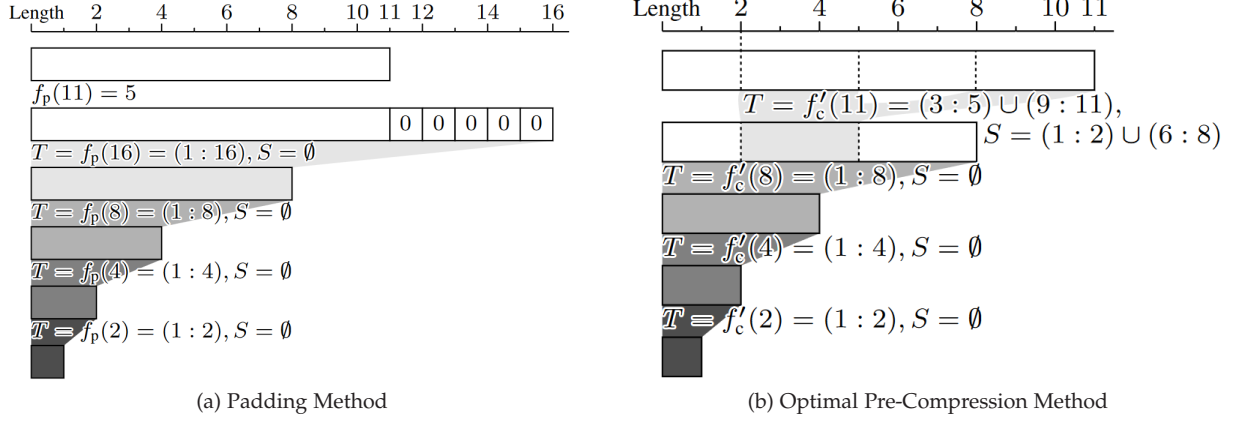 Length 2 4 6 8 10 11 12 14 16
f_p(11) = 5
0 0 0 0 0
T = f_p(16) = (1 : 16), S = ∅
T = f_p(8) = (1 : 8), S = ∅
T = f_p(4) = (1 : 4), S = ∅
T = f_p(2) = (1 : 2), S = ∅
(a) Padding Method
Length 2 4 6 8 10 11
T = f′_c(11) = (3 : 5) ∪ (9 : 11),
S = (1 : 2) ∪ (6 : 8)
T = f′_c(8) = (1 : 8), S = ∅
T = f′_c(4) = (1 : 4), S = ∅
T = f′_c(2) = (1 : 2), S = ∅
(b) Optimal Pre-Compression Method